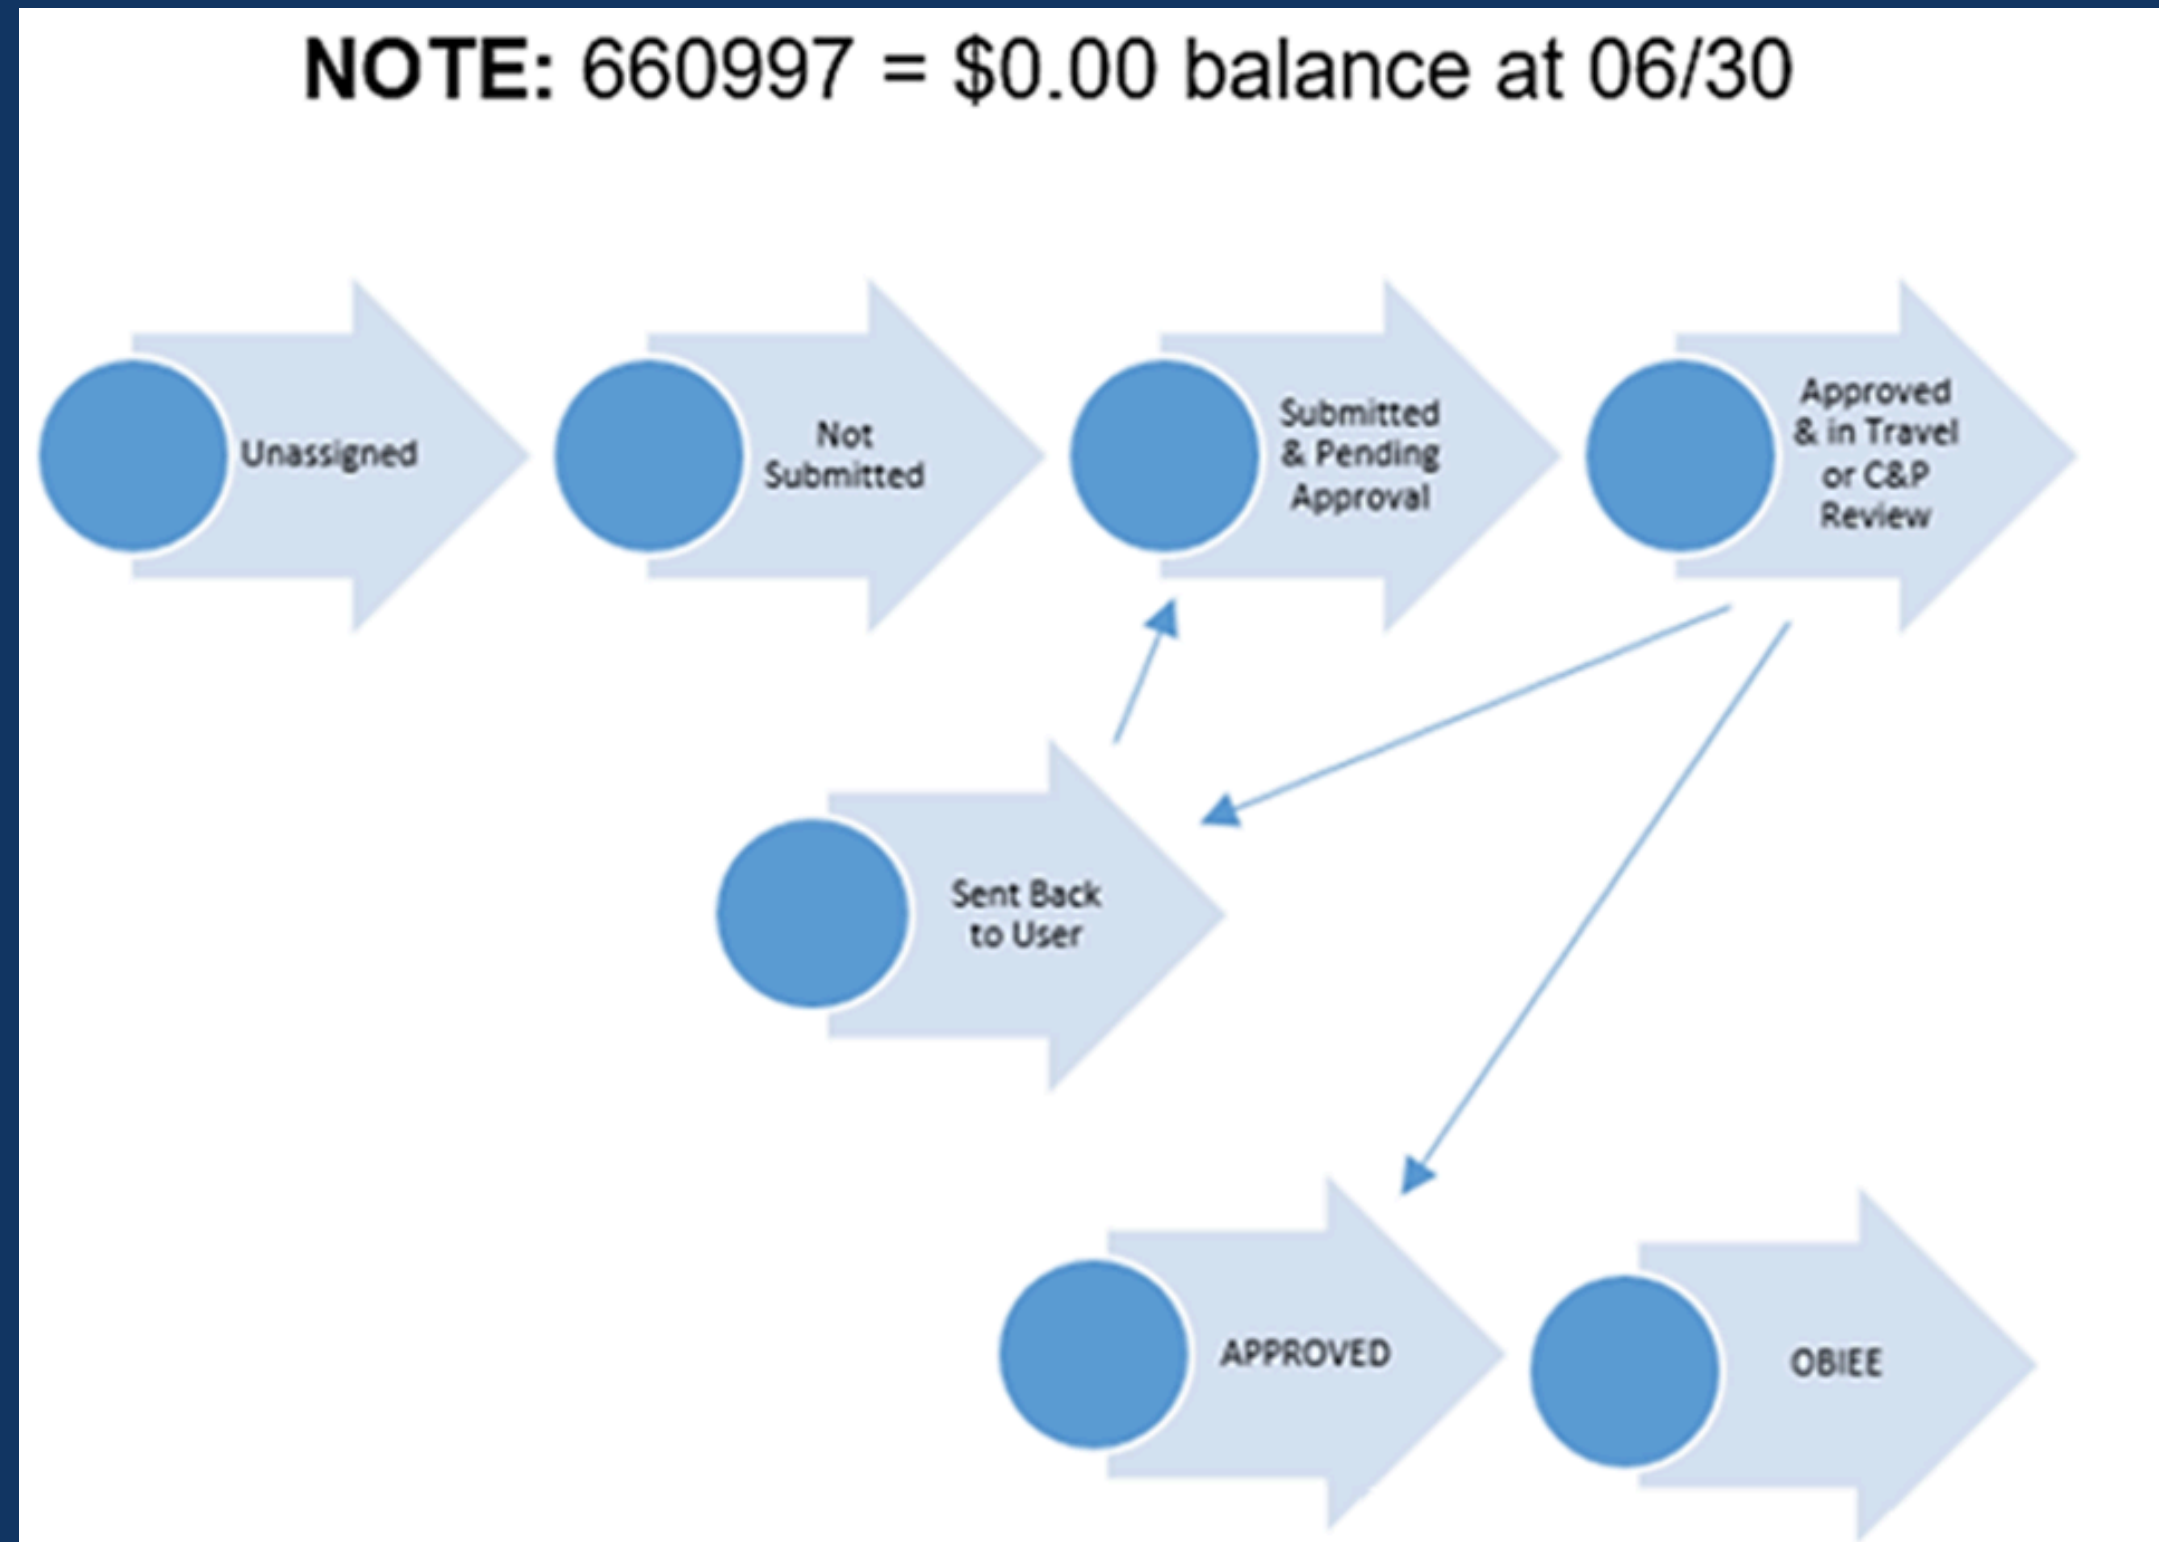 NOTE: 660997 = $0.00 balance at 06/30
Unassigned
Not
Submitted
Submitted
& Pending
Approval
Approved
& in Travel
or C&P
Review
Sent Back
to User
APPROVED
OBIEE